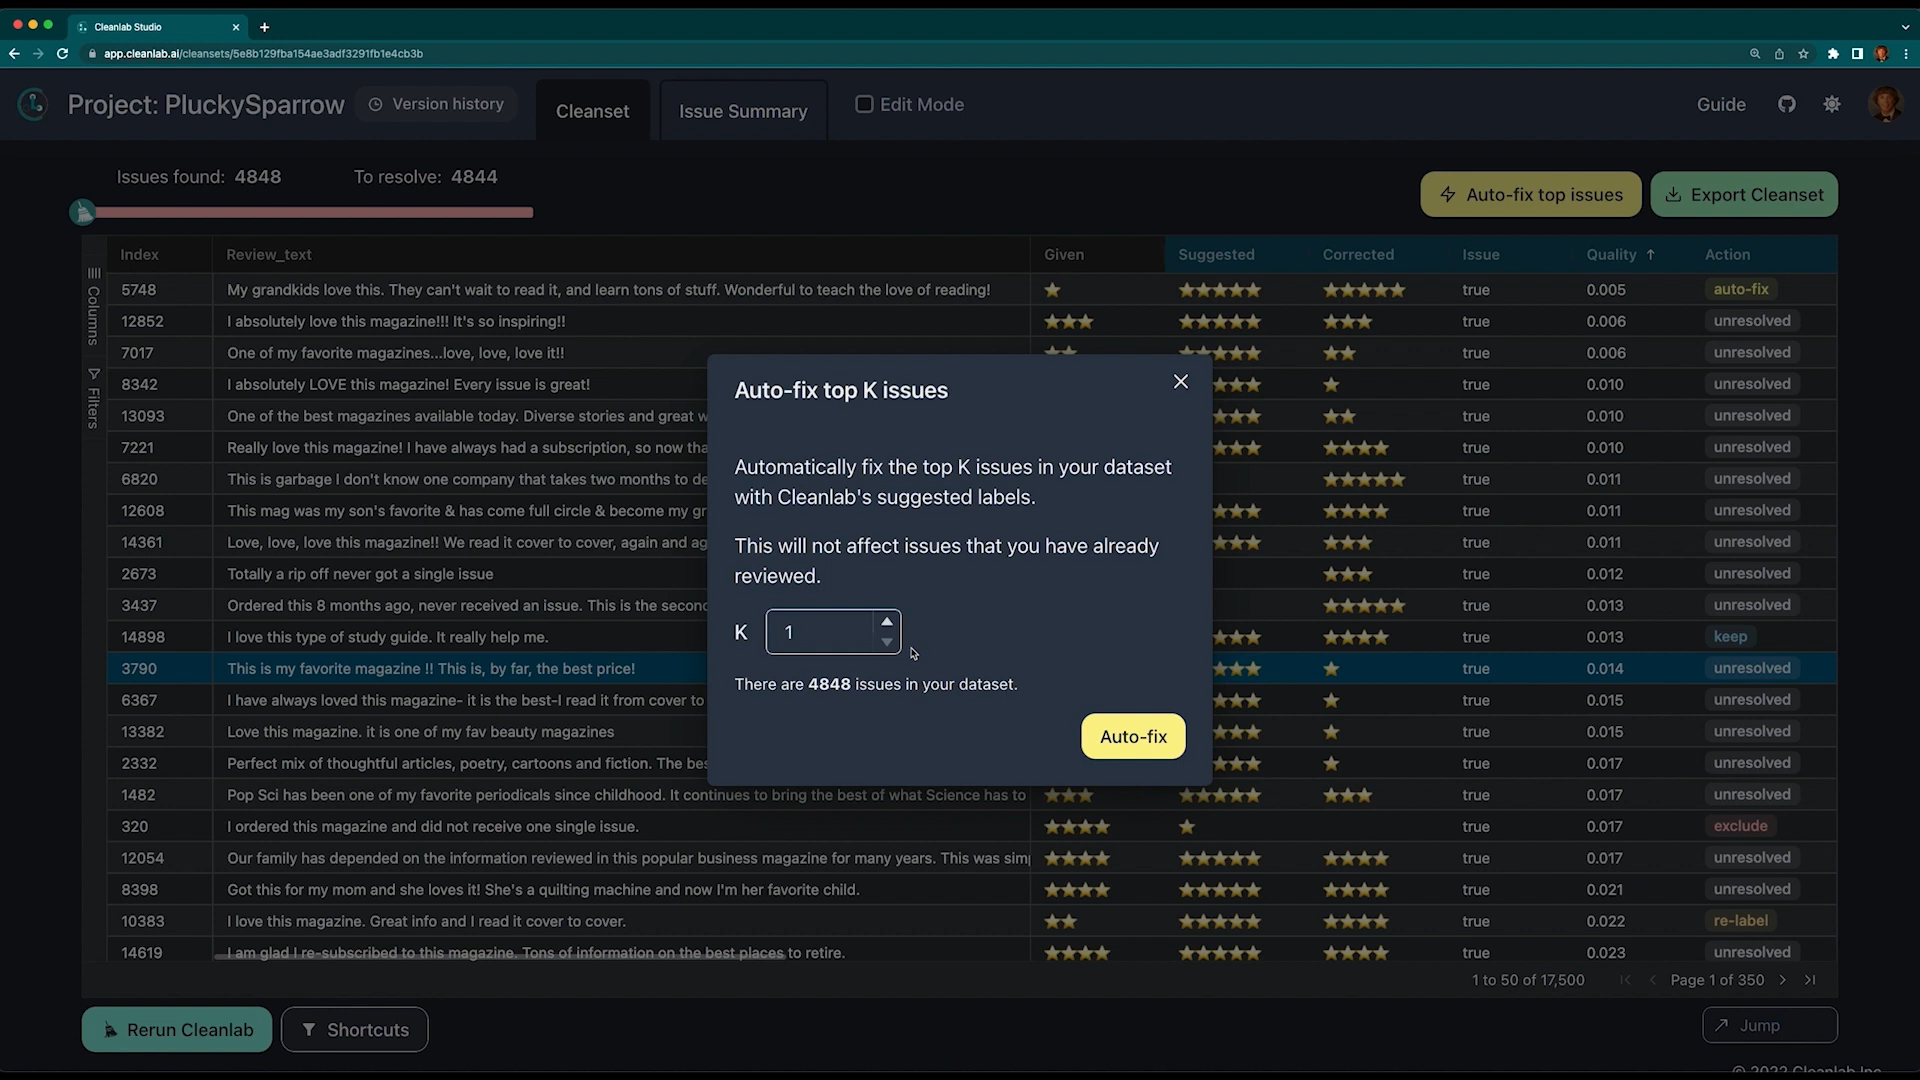 Cleanlab Studio
app.cleanlab.ai/cleansets/5e8b129fba154ae3adf3291fb1e4cb3b
Project: PluckySparrow
Version history
Cleanset
Issue Summary
Edit Mode
Guide
Issues found: 4848
To resolve: 4844
Auto-fix top issues
Export Cleanset
Columns
Filters
Index Review_text Given Suggested Corrected Issue Quality ↑ Action
5748 My grandkids love this. They can't wait to read it, and learn tons of stuff. Wonderful to teach the love of reading! true 0.005 auto-fix
12852 I absolutely love this magazine!!! It's so inspiring!! true 0.006 unresolved
7017 One of my favorite magazines...love, love, love it!! true 0.006 unresolved
8342 I absolutely LOVE this magazine! Every issue is great! true 0.010 unresolved
13093 One of the best magazines available today. Diverse stories and great w true 0.010 unresolved
7221 Really love this magazine! I have always had a subscription, so now tha true 0.010 unresolved
6820 This is garbage I don't know one company that takes two months to de true 0.011 unresolved
12608 This mag was my son's favorite & has come full circle & become my gr true 0.011 unresolved
14361 Love, love, love this magazine!! We read it cover to cover, again and ag true 0.011 unresolved
2673 Totally a rip off never got a single issue true 0.012 unresolved
3437 Ordered this 8 months ago, never received an issue. This is the secon true 0.013 unresolved
14898 I love this type of study guide. It really help me. true 0.013 keep
3790 This is my favorite magazine !! This is, by far, the best price! true 0.014 unresolved
6367 I have always loved this magazine- it is the best-I read it from cover to true 0.015 unresolved
13382 Love this magazine. it is one of my fav beauty magazines true 0.015 unresolved
2332 Perfect mix of thoughtful articles, poetry, cartoons and fiction. The bes true 0.017 unresolved
1482 Pop Sci has been one of my favorite periodicals since childhood. It continues to bring the best of what Science has to true 0.017 unresolved
320 I ordered this magazine and did not receive one single issue. true 0.017 exclude
12054 Our family has depended on the information reviewed in this popular business magazine for many years. This was sim true 0.017 unresolved
8398 Got this for my mom and she loves it! She's a quilting machine and now I'm her favorite child. true 0.021 unresolved
10383 I love this magazine. Great info and I read it cover to cover. true 0.022 re-label
14619 I am glad I re-subscribed to this magazine. Tons of information on the best places to retire. true 0.023 unresolved
Auto-fix top K issues
Automatically fix the top K issues in your dataset
with Cleanlab's suggested labels.
This will not affect issues that you have already
reviewed.
K 1
There are 4848 issues in your dataset.
Auto-fix
1 to 50 of 17,500
Page 1 of 350
Rerun Cleanlab
Shortcuts
Jump
© 2022 Cleanlab Inc